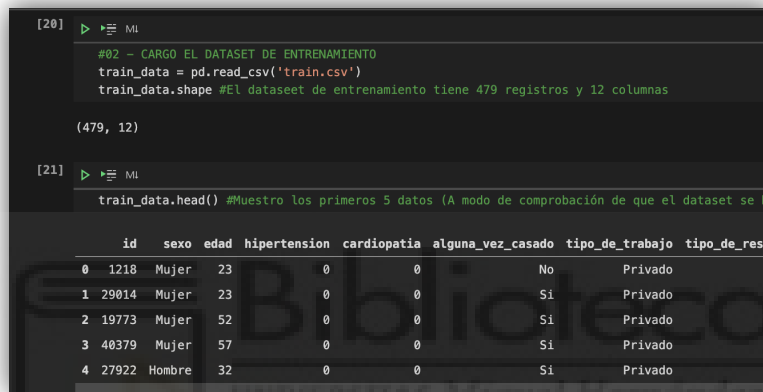 [20] M↓
#02 - CARGO EL DATASET DE ENTRENAMIENTO
train_data = pd.read_csv('train.csv')
train_data.shape #El dataseet de entrenamiento tiene 479 registros y 12 columnas
(479, 12)
[21] M↓
train_data.head() #Muestro los primeros 5 datos (A modo de comprobación de que el dataset se
id sexo edad hipertension cardiopatia alguna_vez_casado tipo_de_trabajo tipo_de_res
0 1218 Mujer 23 0 0 No Privado
1 29014 Mujer 23 0 0 Si Privado
2 19773 Mujer 52 0 0 Si Privado
3 40379 Mujer 57 0 0 Si Privado
4 27922 Hombre 32 0 0 Si Privado
Biblioteca